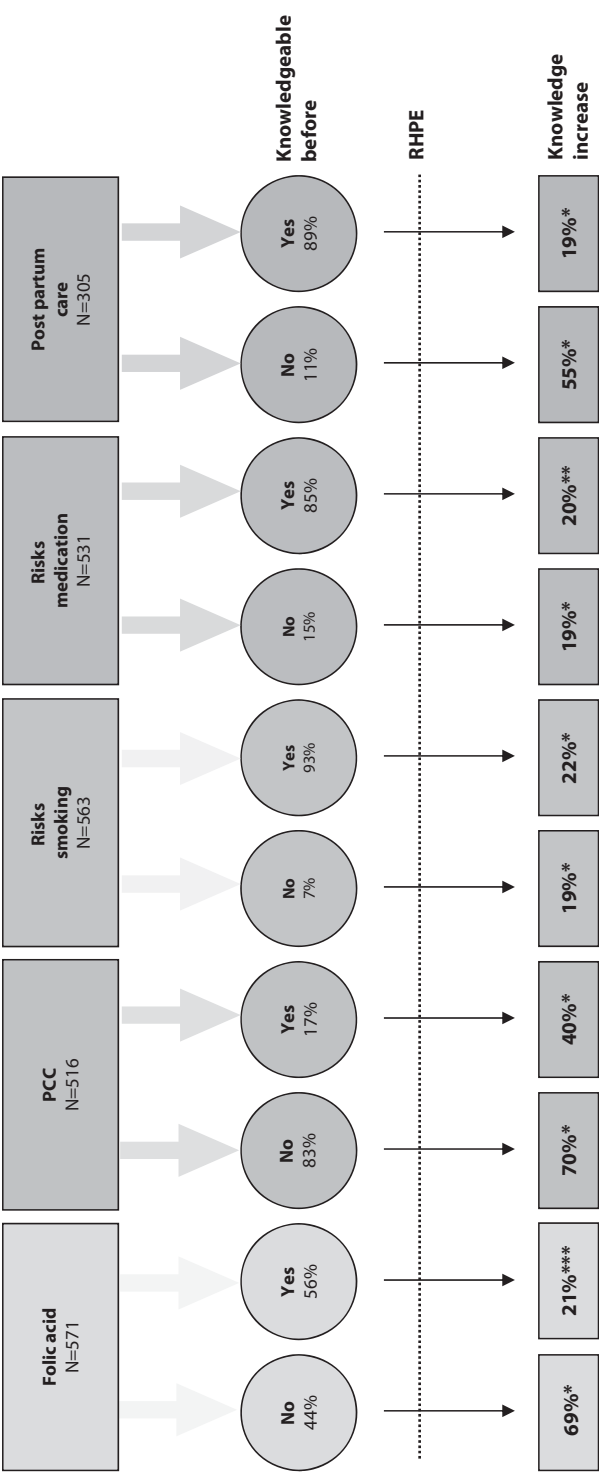 Folic acid
N=571
PCC
N=516
Risks
smoking
N=563
Risks
medication
N=531
Post partum
care
N=305
No
44%
Yes
56%
No
83%
Yes
17%
No
7%
Yes
93%
No
15%
Yes
85%
No
11%
Yes
89%
Knowledgeable
before
RHPE
69%*
21%***
70%*
40%*
19%*
22%*
19%*
20%**
55%*
19%*
Knowledge
increase